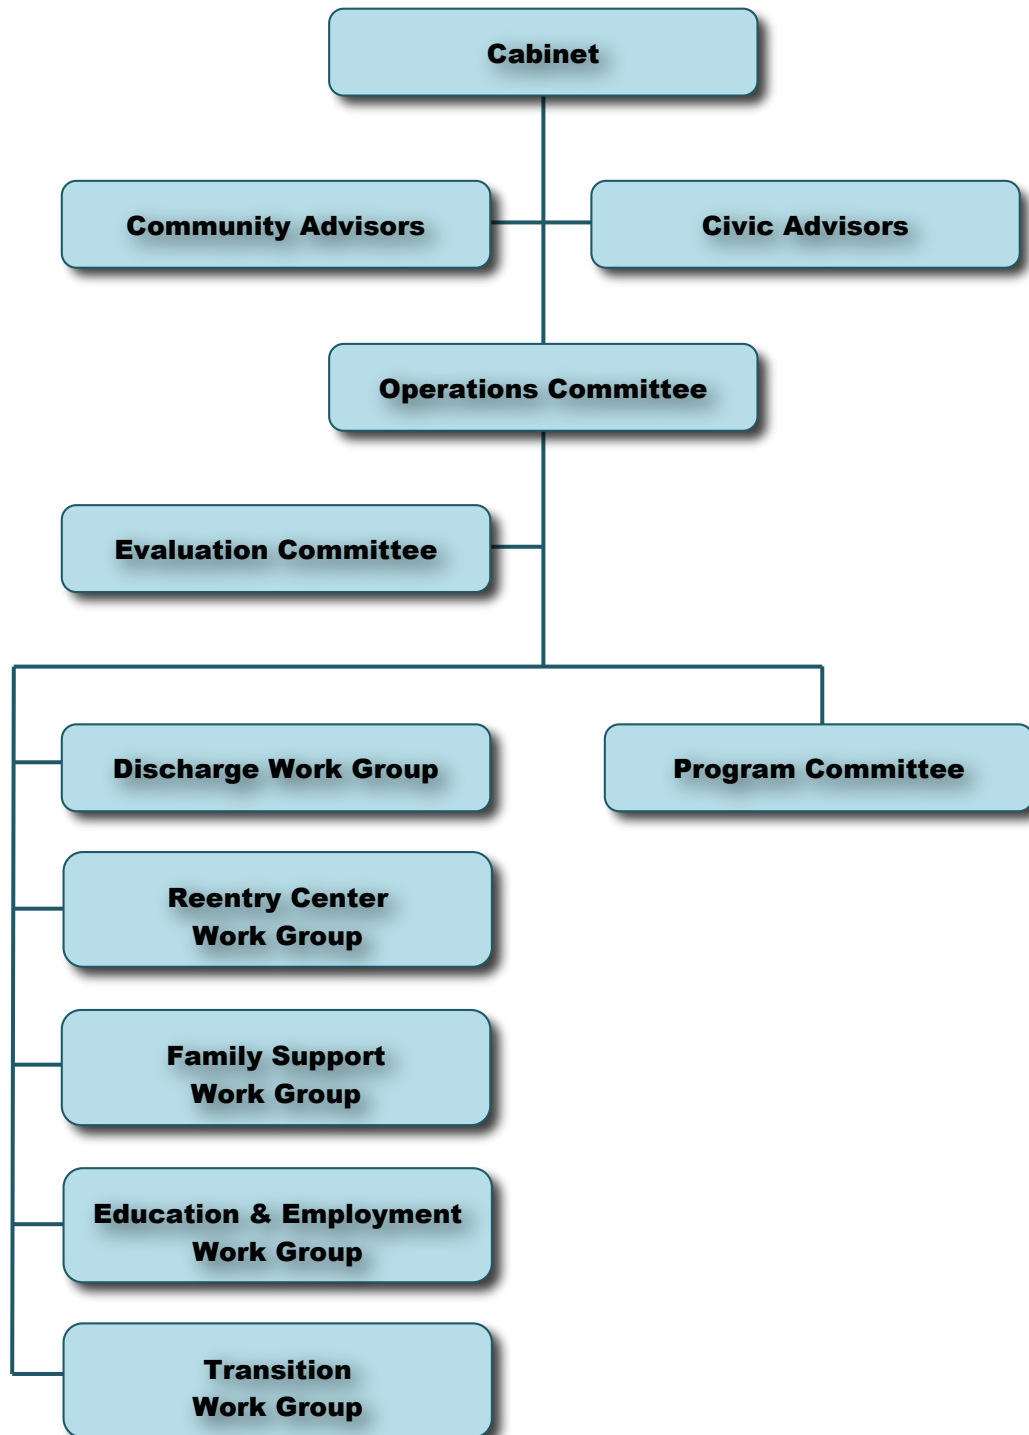 Cabinet
Community Advisors
Civic Advisors
Operations Committee
Evaluation Committee
Discharge Work Group
Program Committee
Reentry Center
Work Group
Family Support
Work Group
Education & Employment
Work Group
Transition
Work Group